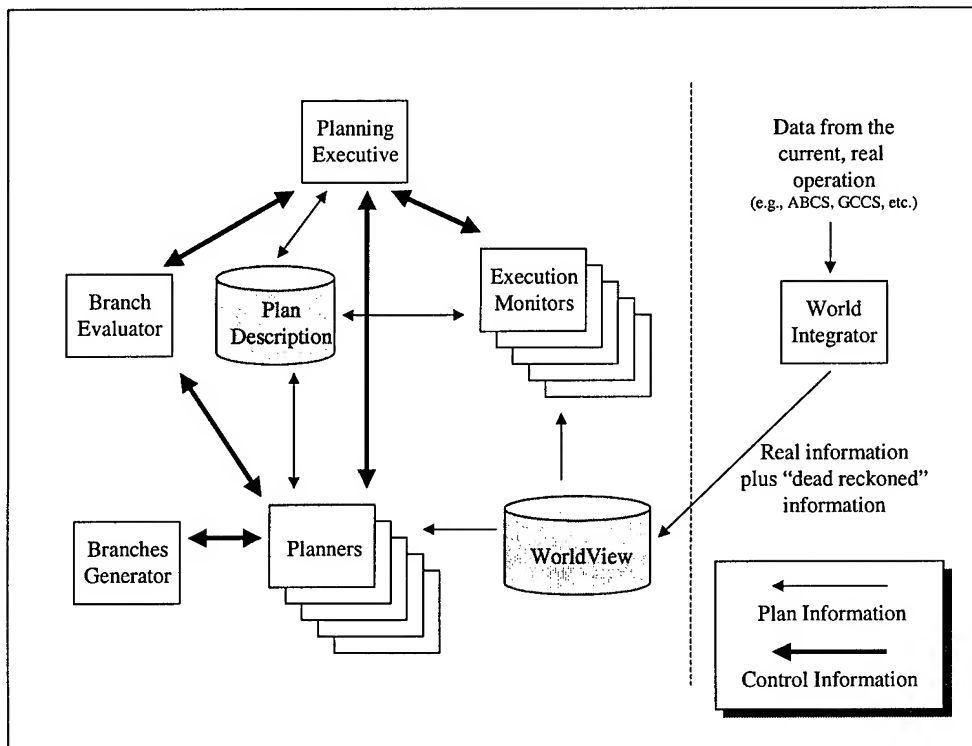 Planning
Executive
Data from the
current, real
operation
(e.g., ABCS, GCCS, etc.)
Branch
Evaluator
Plan
Description
Execution
Monitors
World
Integrator
Real information
plus “dead reckoned”
information
Branches
Generator
Planners
WorldView
Plan Information
Control Information